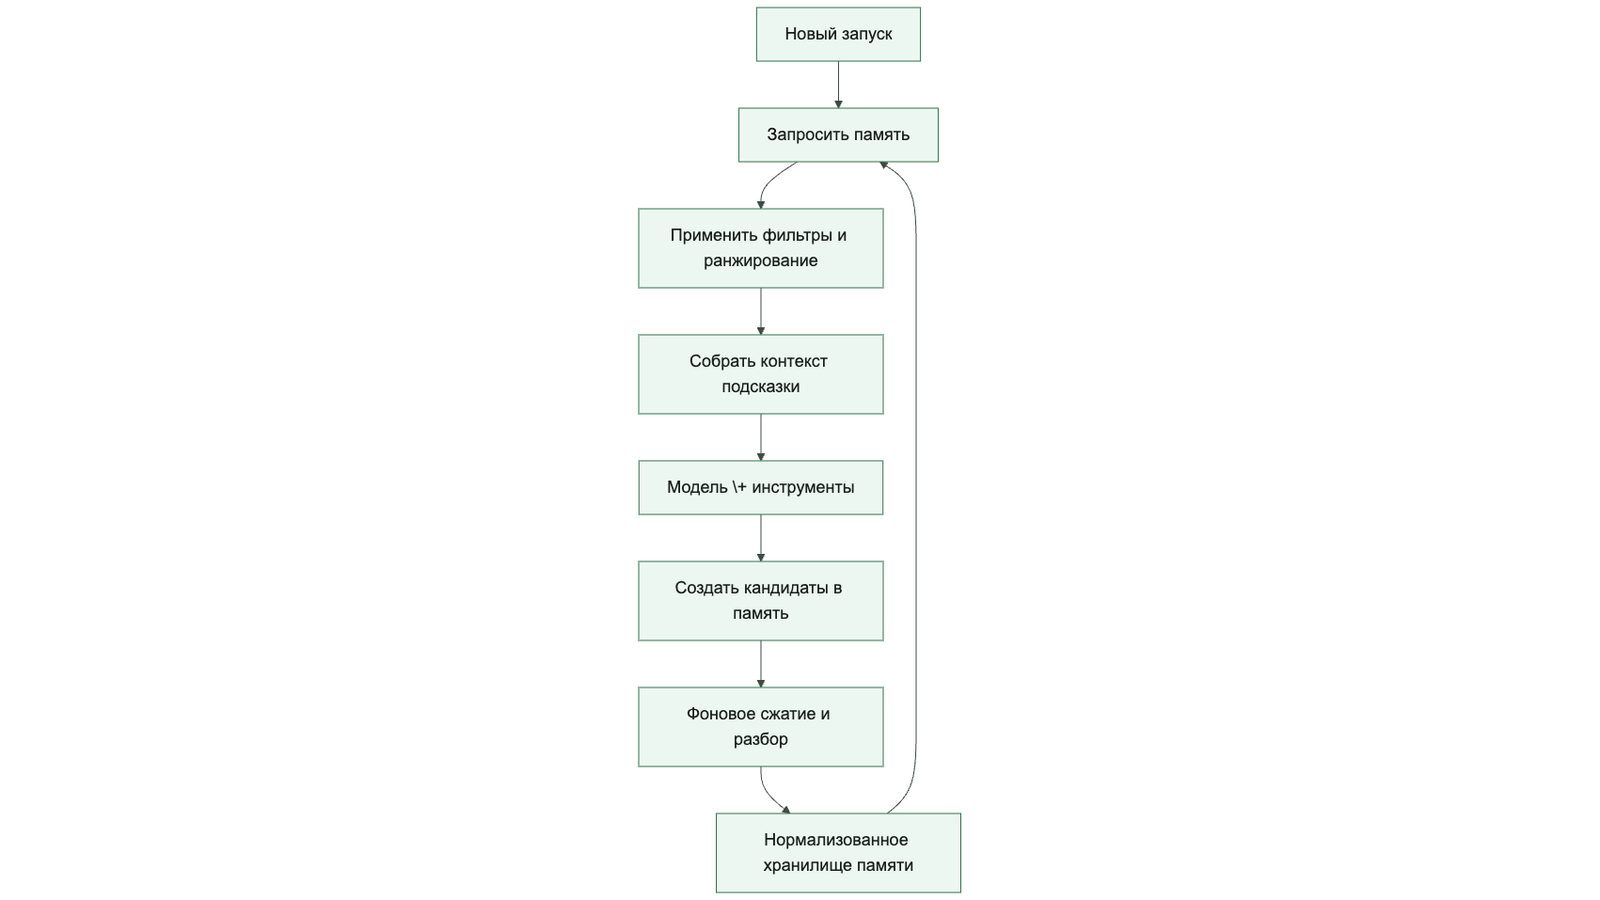 Новый запуск
Запросить память
Применить фильтры и
ранжирование
Собрать контекст
подсказки
Модель \+ инструменты
Создать кандидаты в
память
Фоновое сжатие и
разбор
Нормализованное
хранилище памяти